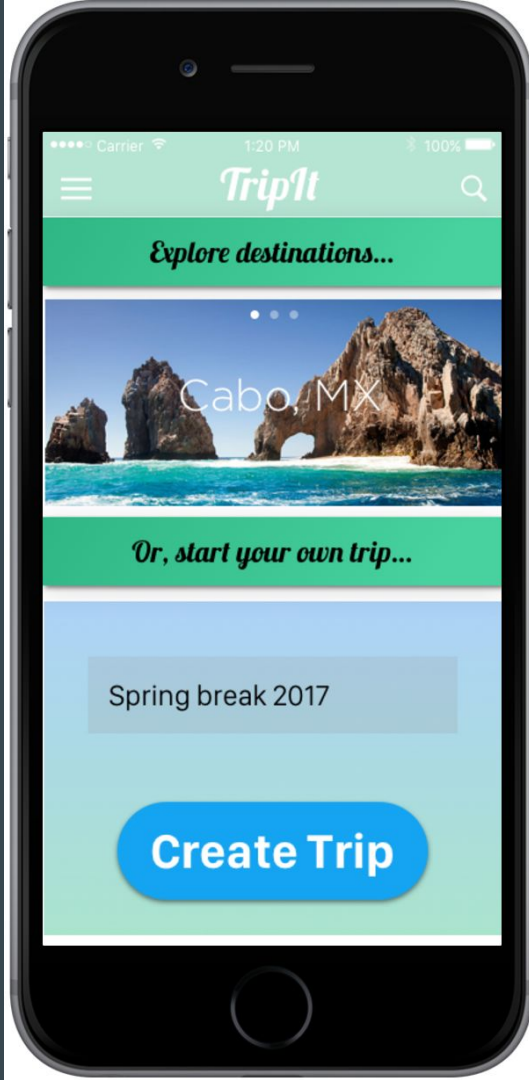 Carrier 1:20 PM 100%
TripIt
Explore destinations...
Cabo, MX
Or, start your own trip...
Spring break 2017
Create Trip